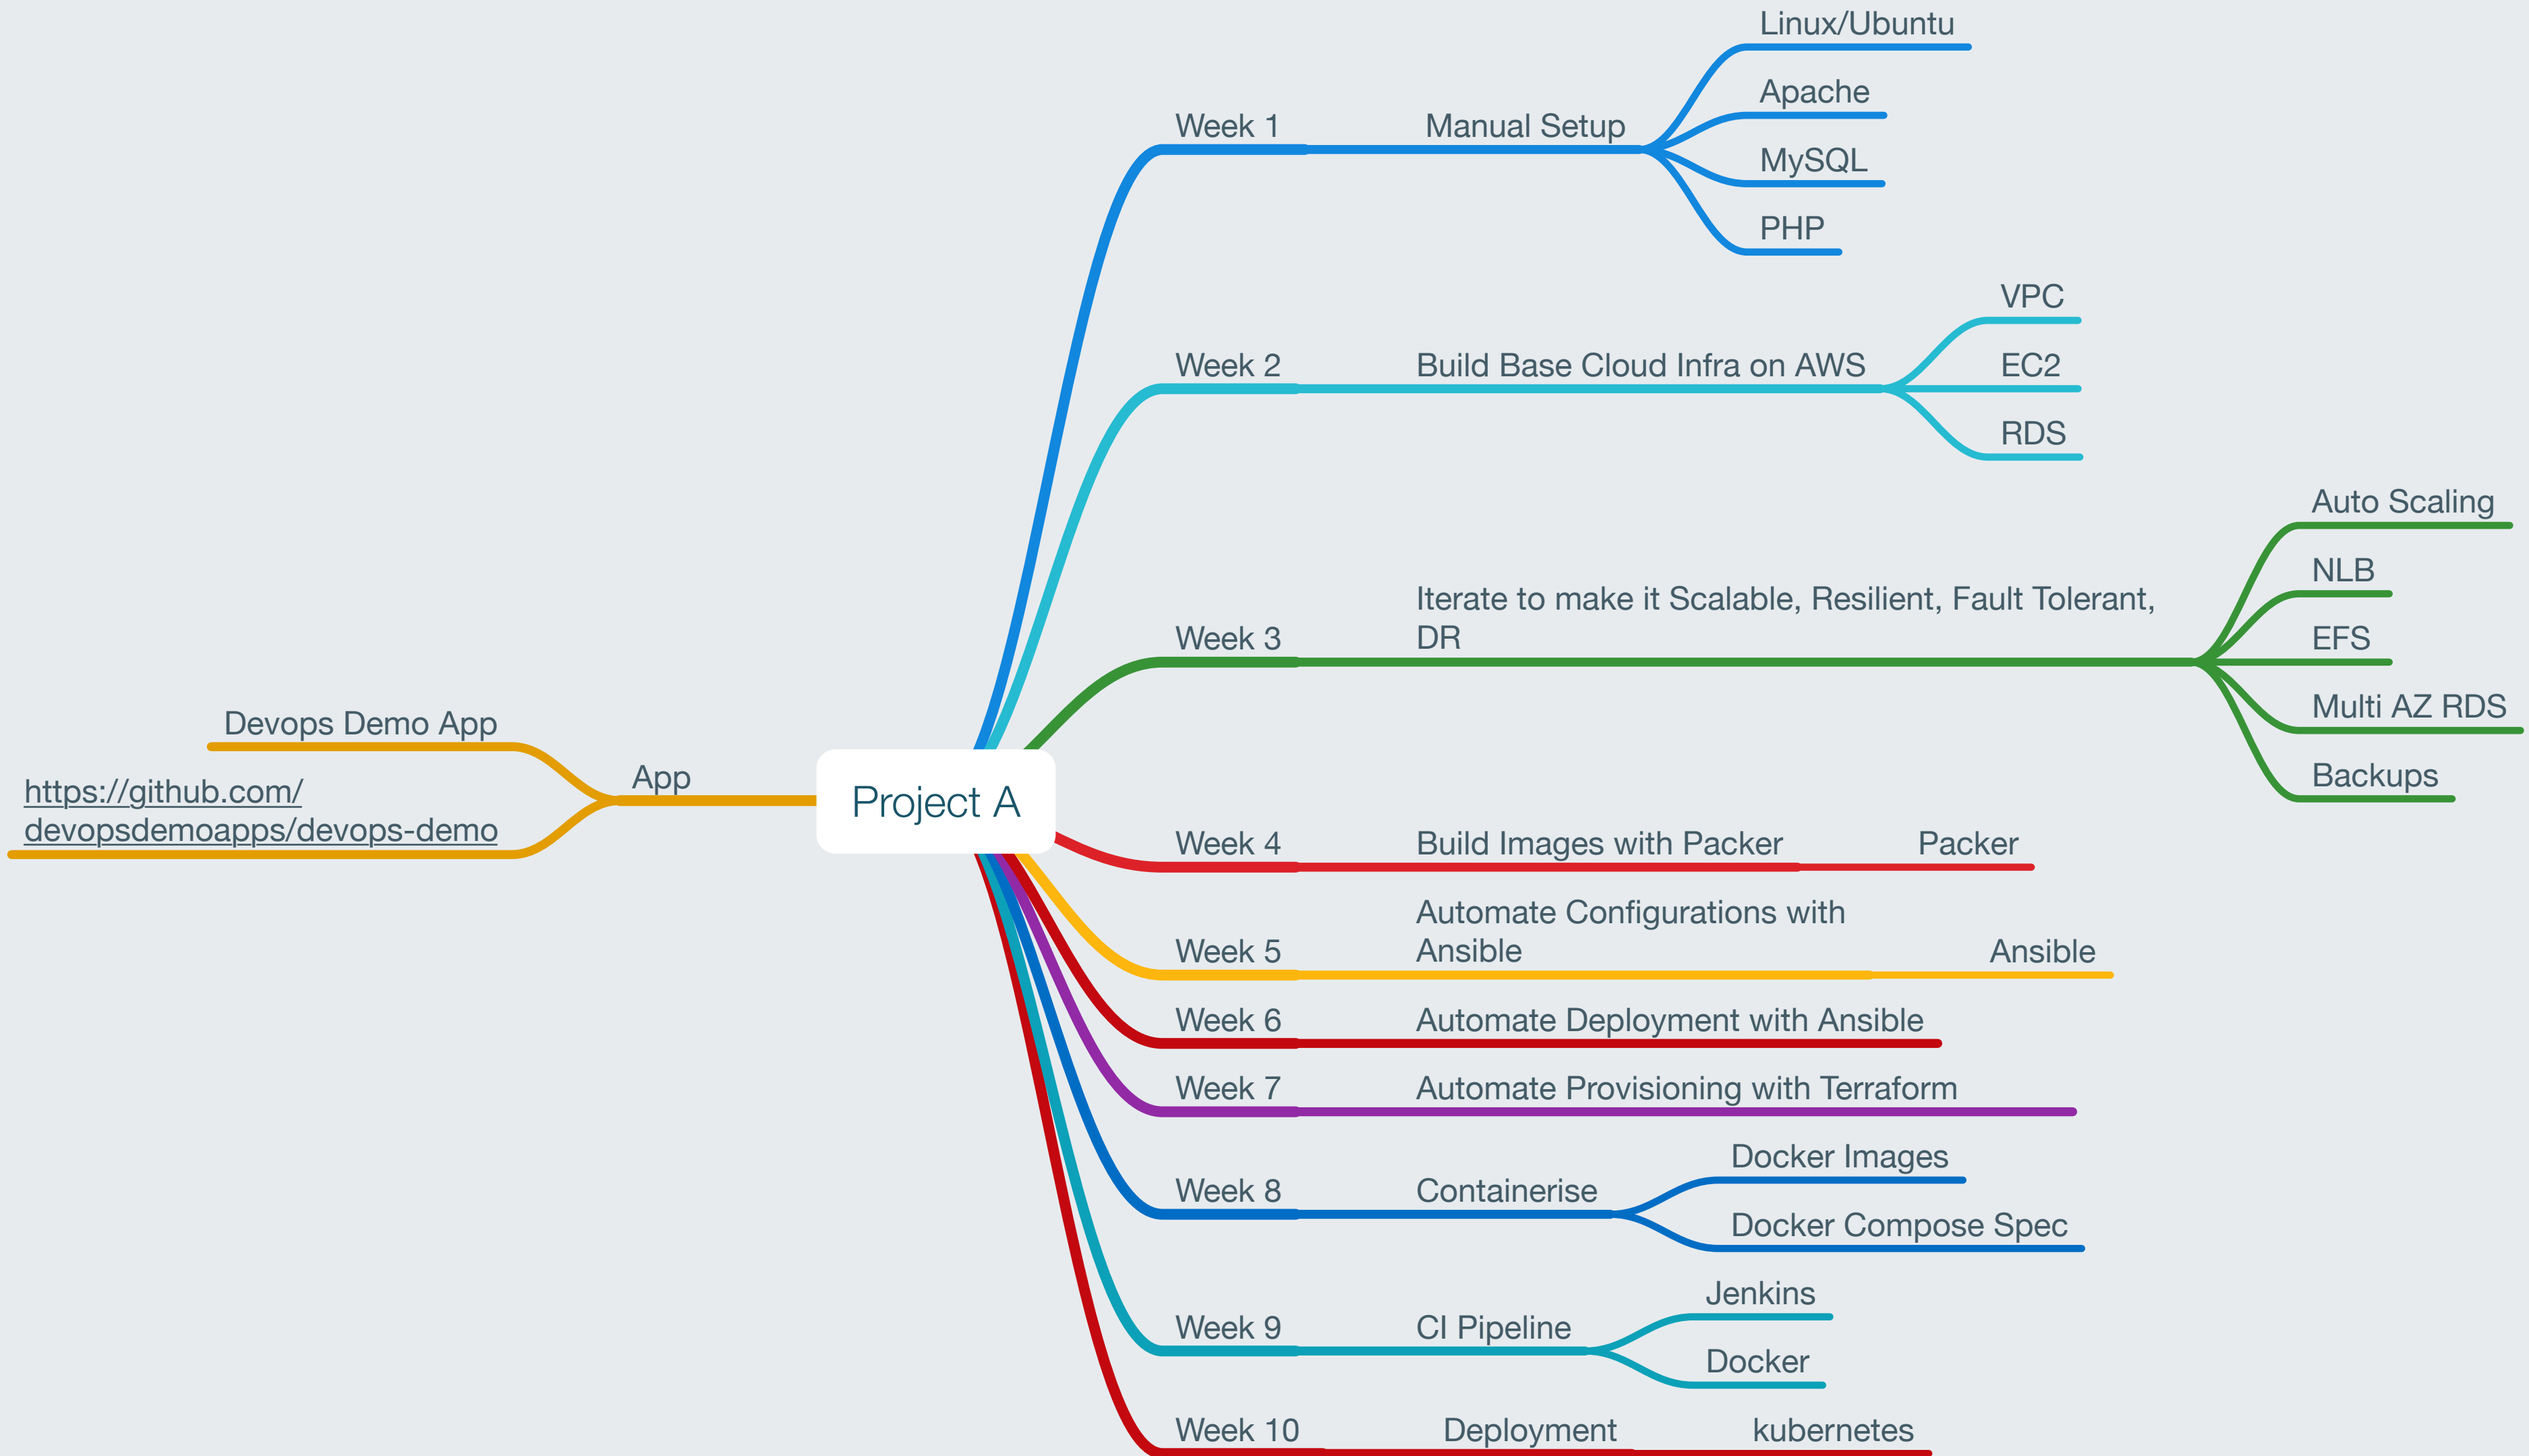 Linux/Ubuntu
Apache
Week 1
Manual Setup
MySQL
PHP
VPC
Week 2
Build Base Cloud Infra on AWS
EC2
RDS
Auto Scaling
NLB
Iterate to make it Scalable, Resilient, Fault Tolerant,
DR
Week 3
EFS
Multi AZ RDS
Backups
Devops Demo App
App
https://github.com/
devopsdemoapps/devops-demo
Project A
Week 4
Build Images with Packer
Packer
Automate Configurations with
Ansible
Week 5
Ansible
Week 6
Automate Deployment with Ansible
Week 7
Automate Provisioning with Terraform
Docker Images
Week 8
Containerise
Docker Compose Spec
Jenkins
Week 9
CI Pipeline
Docker
Week 10
Deployment
kubernetes